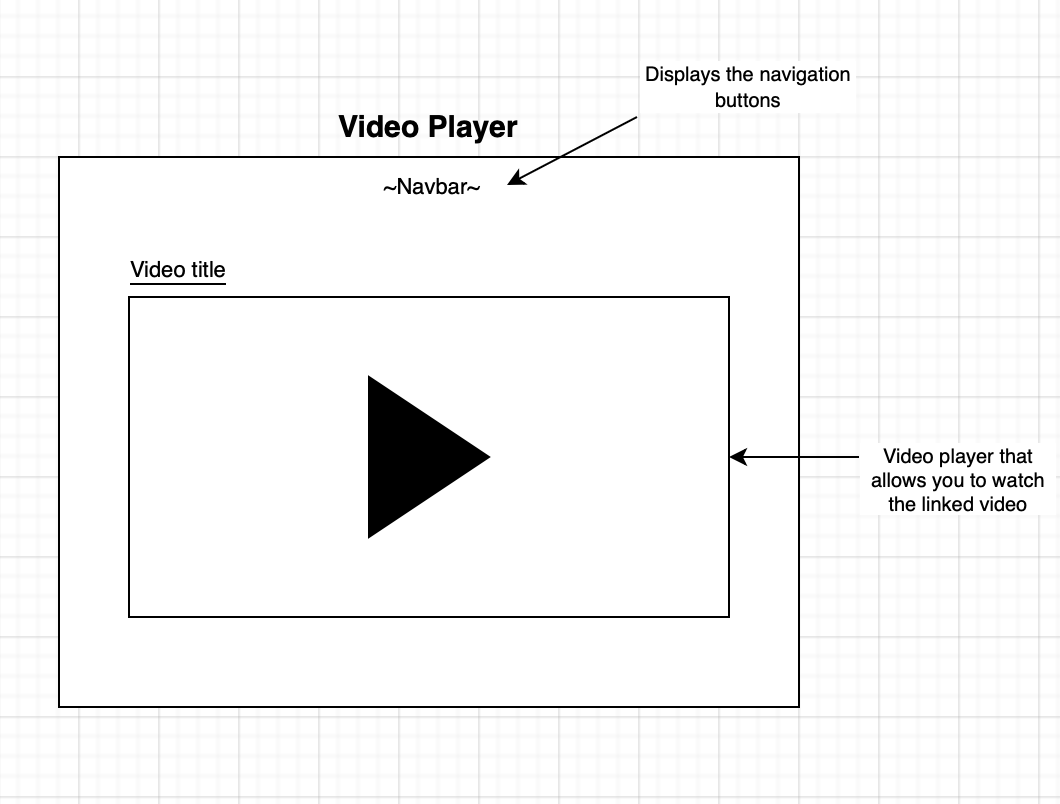 Displays the navigation
buttons
Video Player
~Navbar~
Video title
Video player that
allows you to watch
the linked video